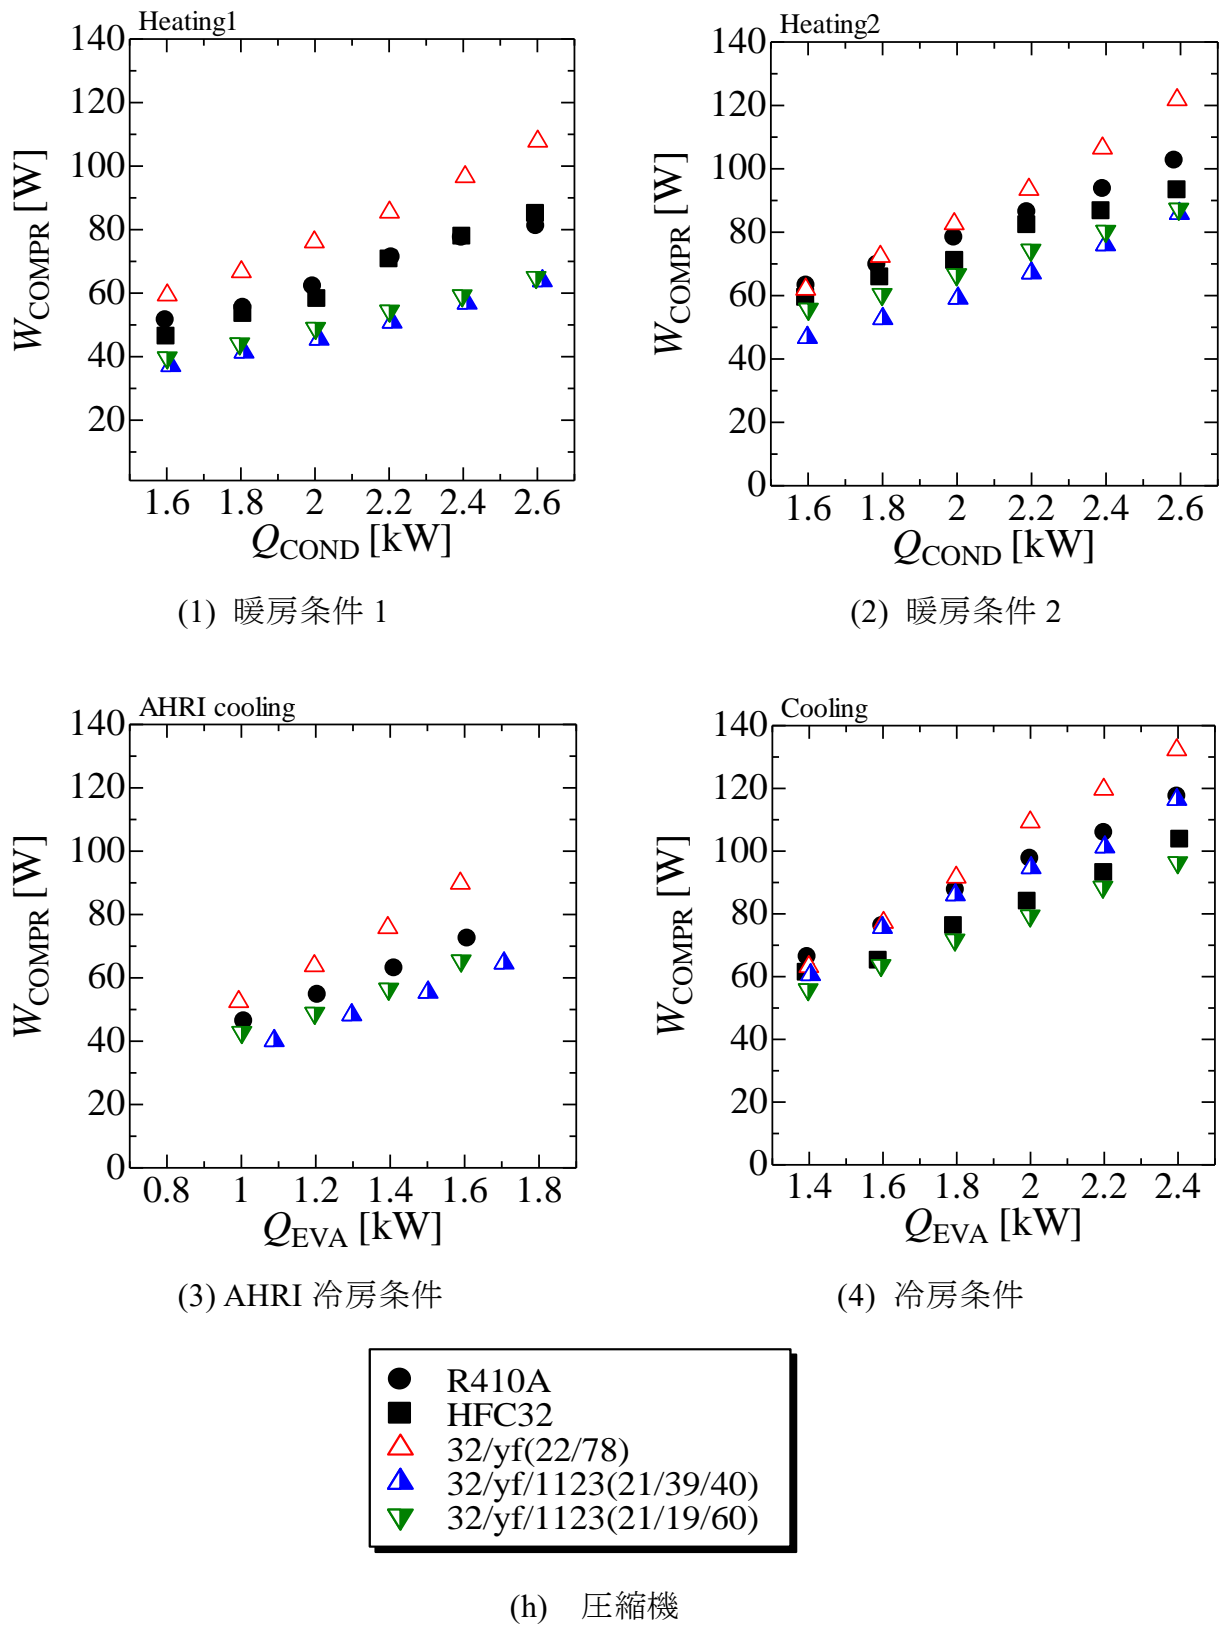 Heating1
140
120
100
80
60
40
20
W_COMPR [W]
1.6 1.8 2 2.2 2.4 2.6
Q_COND [kW]
(1) 暖房条件 1
Heating2
140
120
100
80
60
40
20
0
W_COMPR [W]
1.6 1.8 2 2.2 2.4 2.6
Q_COND [kW]
(2) 暖房条件 2
AHRI cooling
140
120
100
80
60
40
20
0
W_COMPR [W]
0.8 1 1.2 1.4 1.6 1.8
Q_EVA [kW]
(3) AHRI 冷房条件
Cooling
140
120
100
80
60
40
20
0
W_COMPR [W]
1.4 1.6 1.8 2 2.2 2.4
Q_EVA [kW]
(4) 冷房条件
R410A
HFC32
32/yf(22/78)
32/yf/1123(21/39/40)
32/yf/1123(21/19/60)
(h) 圧縮機